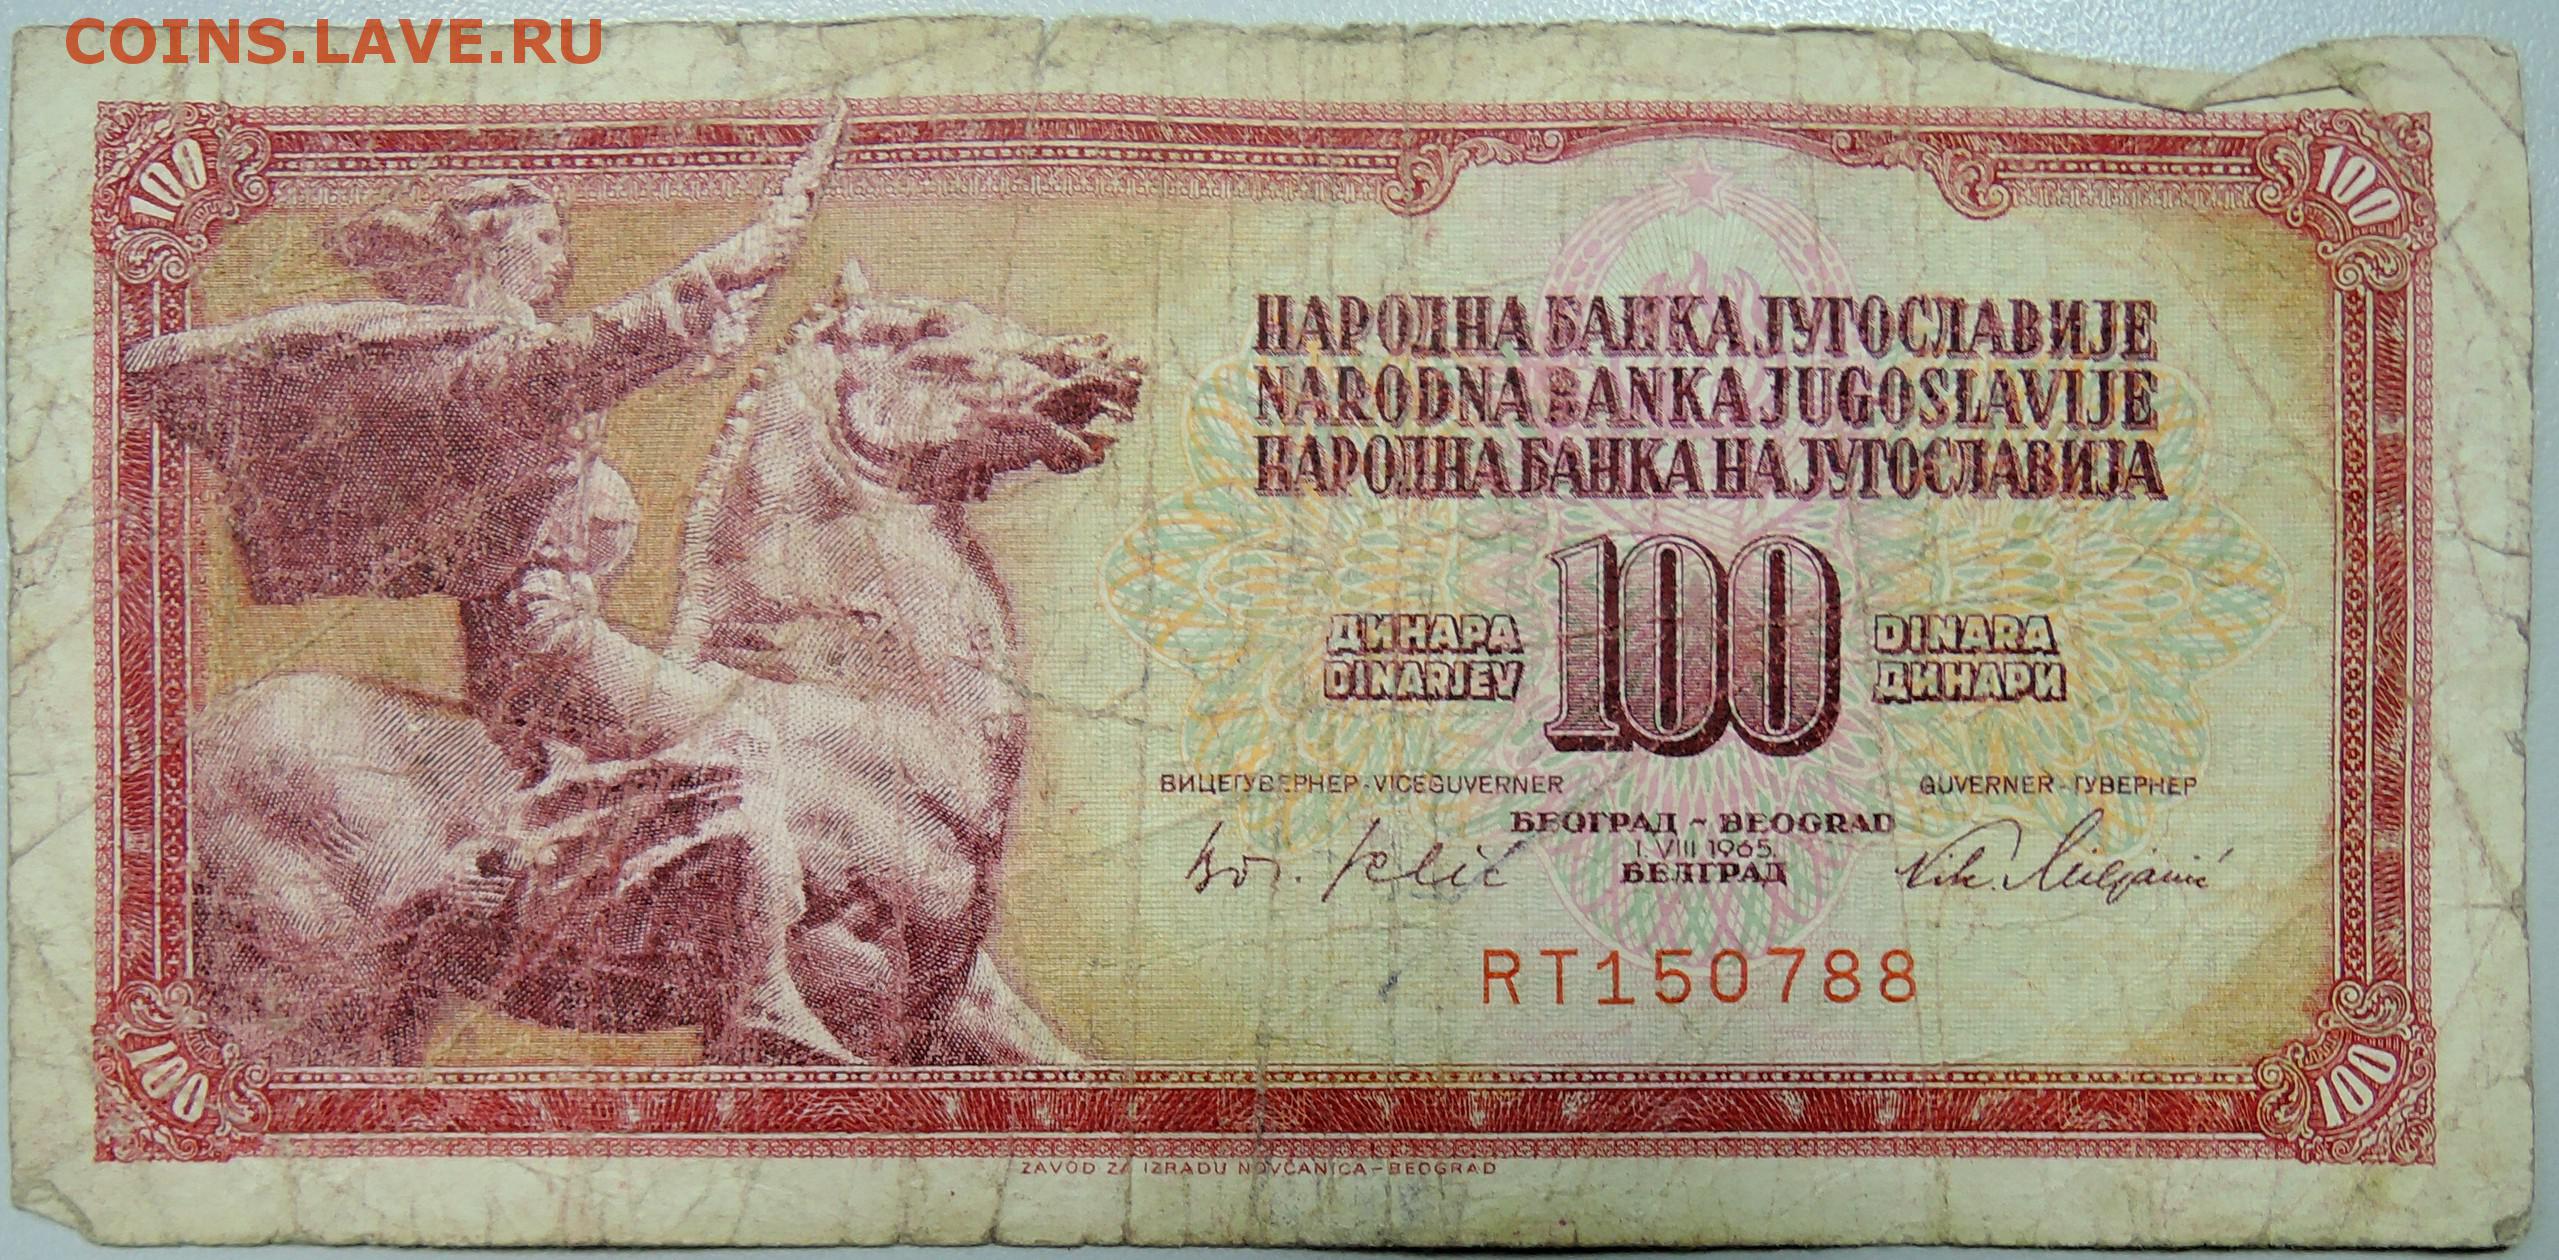 COINS.LAVE.RU
100
100
НАРОДНА БАНКА ЈУГОСЛАВИЈЕ
NARODNA BANKA JUGOSLAVIJE
НАРОДНА БАНКА НА ЈУГОСЛАВИЈА
ДИНАРА 100 DINARA
DINARJEV ДИНАРИ
ВИЦЕГУВЕРНЕР-VICEGUVERNER
GUVERNER-ГУВЕРНЕР
БЕОГРАД ~ BEOGRAD
1. VIII 1965.
БЕЛГРАД
RT150788
100
100
ZAVOD ZA IZRADU NOVČANICA-BEOGRAD